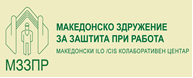 МАКЕДОНСКО ЗДРУЖЕНИЕ
ЗА ЗАШТИТА ПРИ РАБОТА
МАКЕДОНСКИ ILO /CIS КОЛАБОРАТИВЕН ЦЕНТАР
МЗЗПР